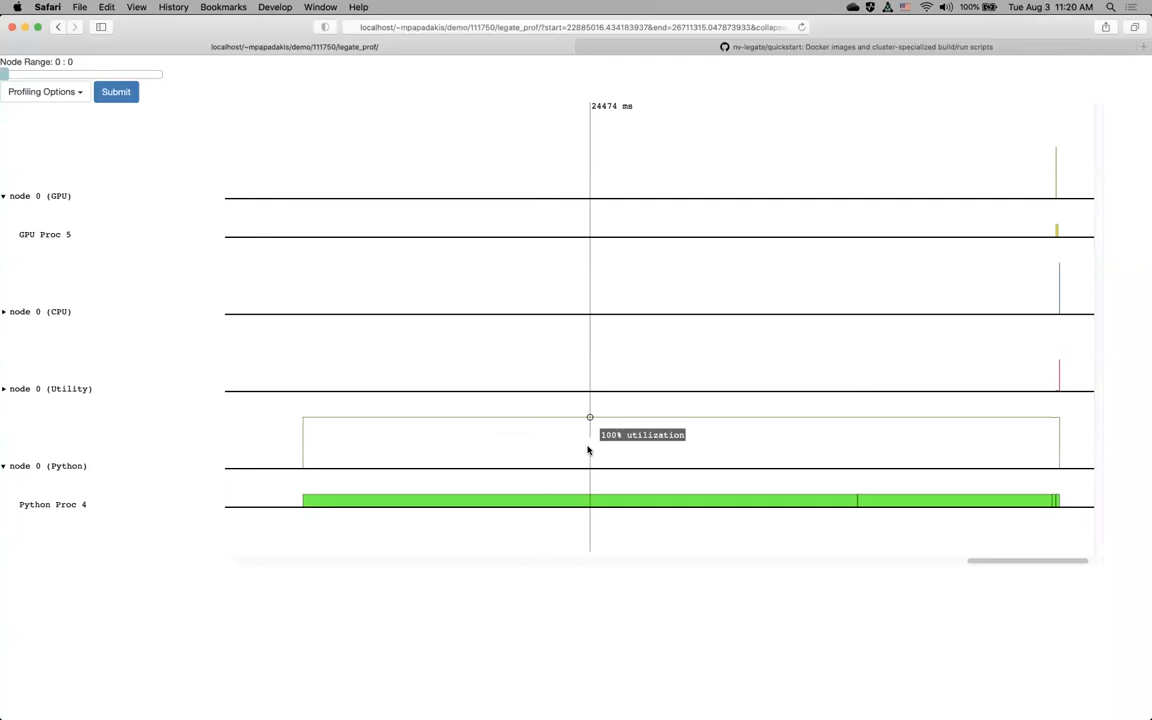 Safari File Edit View History Bookmarks Develop Window Help 100% Tue Aug 3 11:20 AM
localhost/~mpapadakis/demo/111750/legate_prof/?start=22885016.434183937&end=26711315.047873933&collaps
localhost/~mpapadakis/demo/111750/legate_prof/ nv-legate/quickstart: Docker images and cluster-specialized build/run scripts
Node Range: 0 : 0
Profiling Options Submit
24474 ms
node 0 (GPU)
GPU Proc 5
node 0 (CPU)
node 0 (Utility)
100% utilization
node 0 (Python)
Python Proc 4